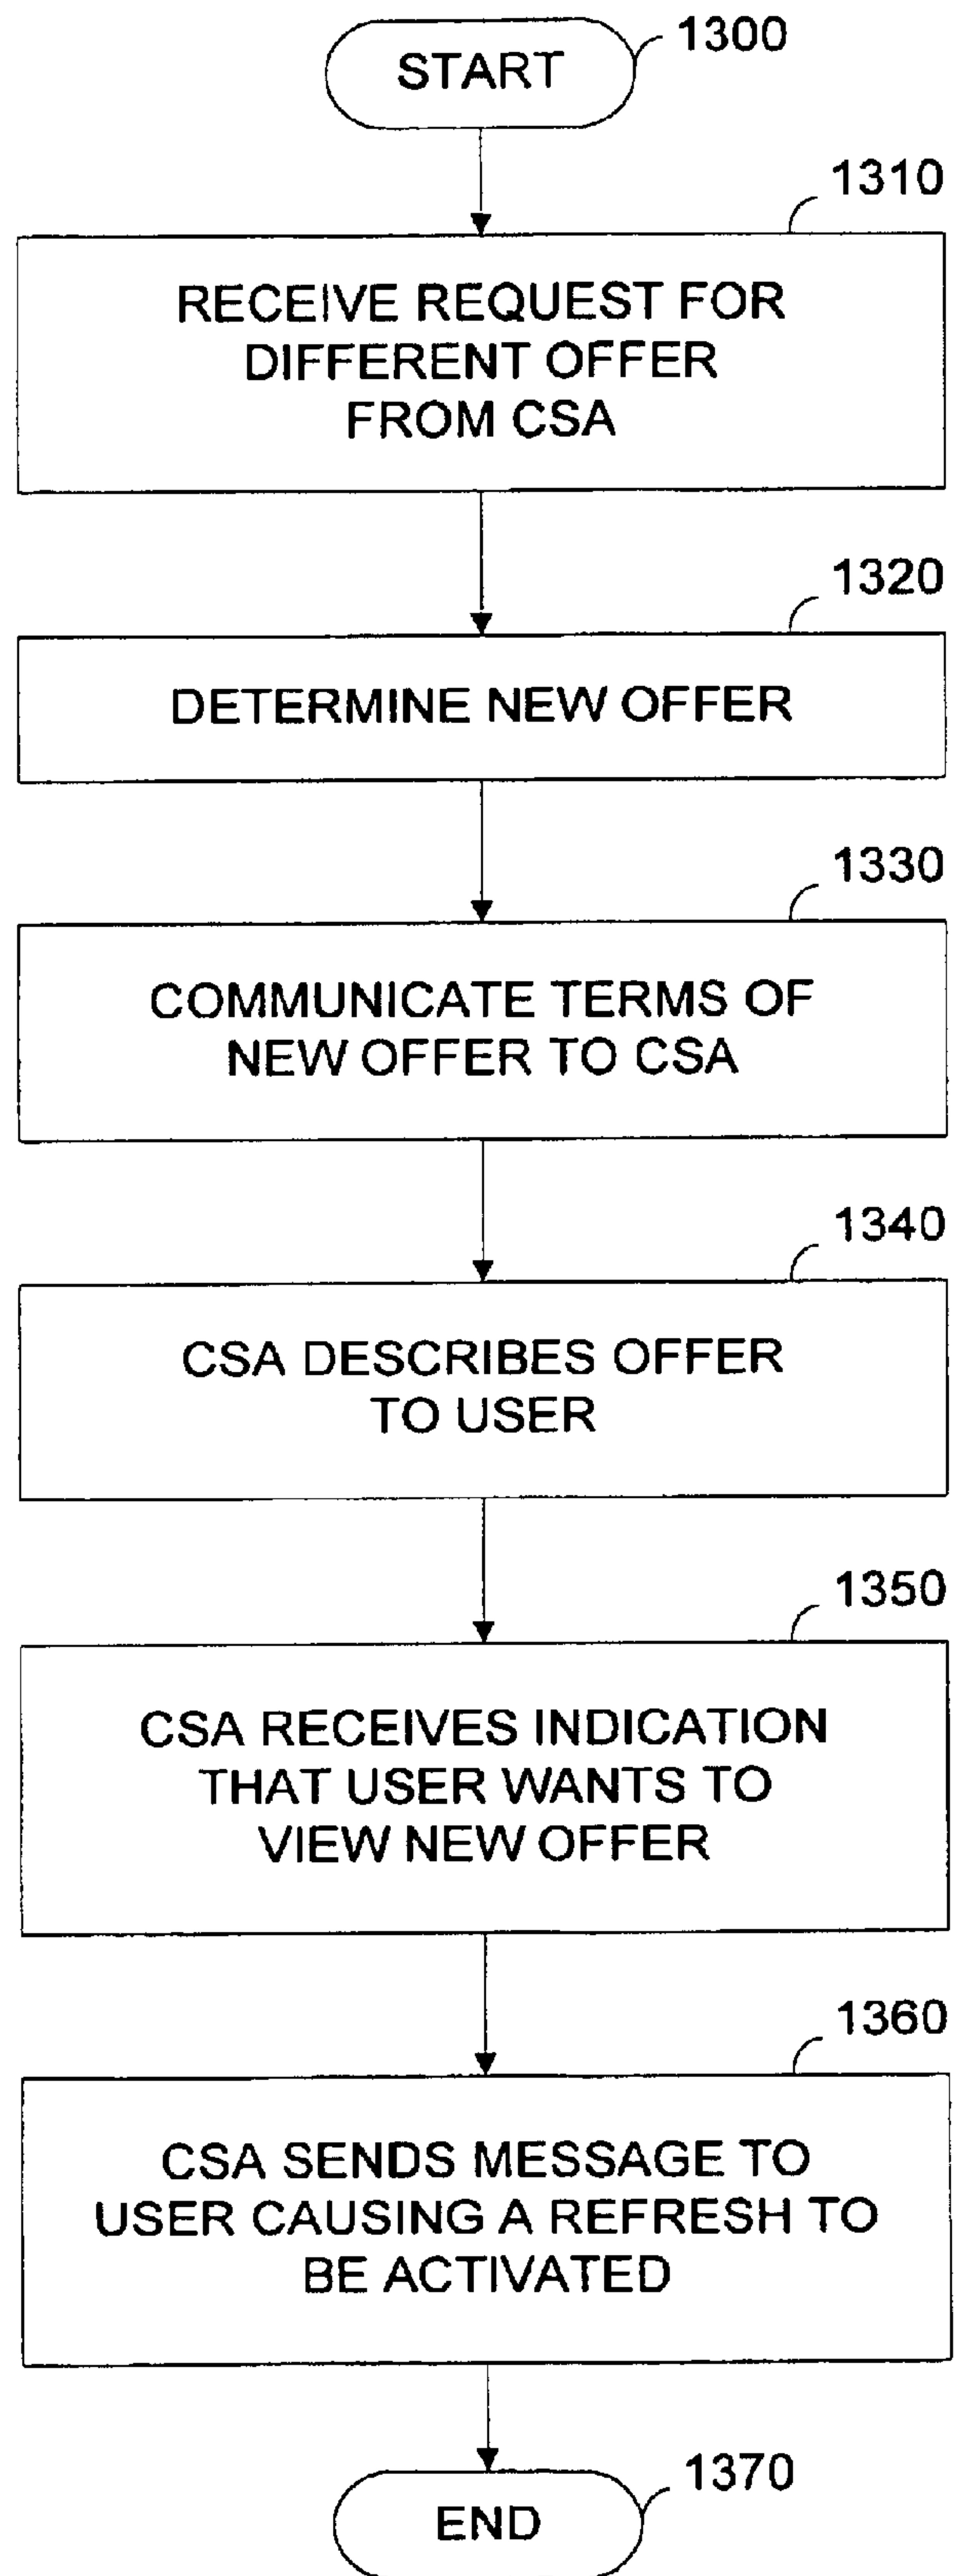 START
1300
1310
RECEIVE REQUEST FOR
DIFFERENT OFFER
FROM CSA
1320
DETERMINE NEW OFFER
1330
COMMUNICATE TERMS OF
NEW OFFER TO CSA
1340
CSA DESCRIBES OFFER
TO USER
1350
CSA RECEIVES INDICATION
THAT USER WANTS TO
VIEW NEW OFFER
1360
CSA SENDS MESSAGE TO
USER CAUSING A REFRESH TO
BE ACTIVATED
1370
END